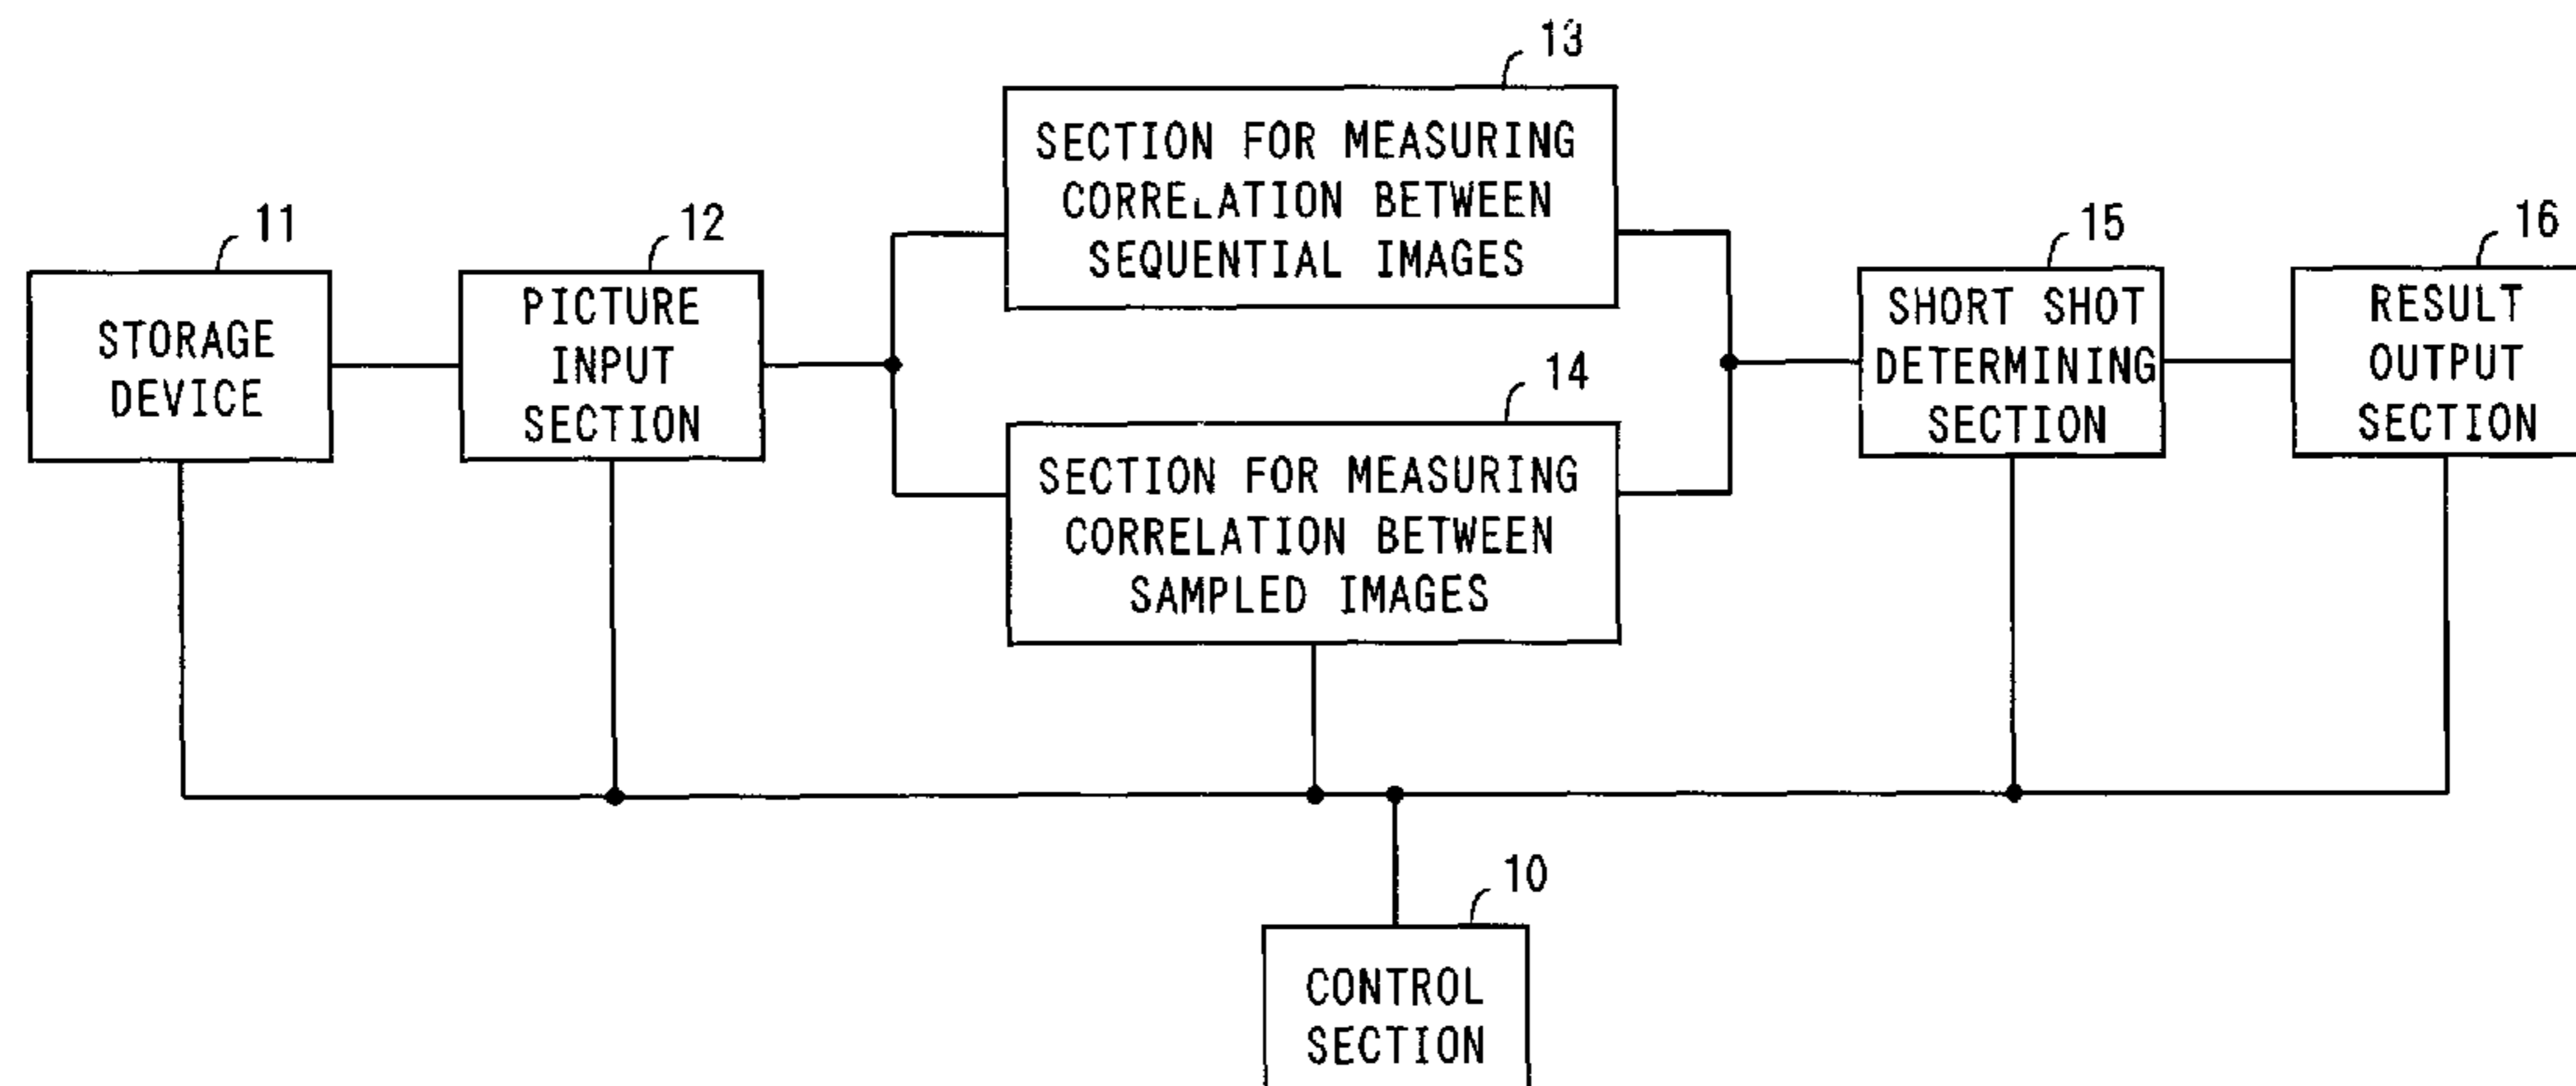 13
SECTION FOR MEASURING
CORRELATION BETWEEN
SEQUENTIAL IMAGES
11
STORAGE
DEVICE
12
PICTURE
INPUT
SECTION
14
SECTION FOR MEASURING
CORRELATION BETWEEN
SAMPLED IMAGES
15
SHORT SHOT
DETERMINING
SECTION
16
RESULT
OUTPUT
SECTION
10
CONTROL
SECTION